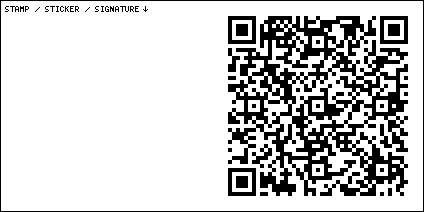 STAMP / STICKER / SIGNATURE ↓